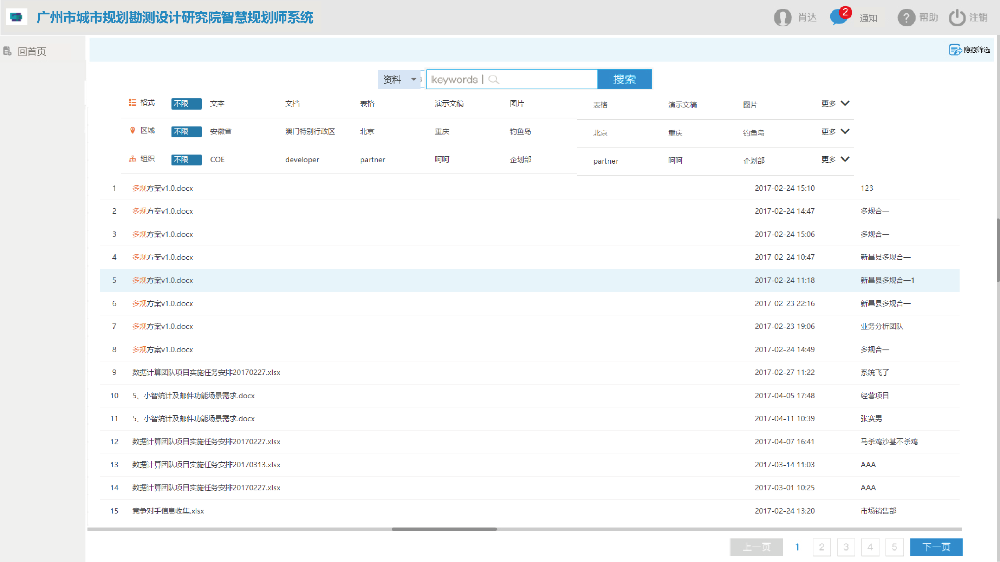 广州市城市规划勘测设计研究院智慧规划师系统 肖达 2 通知 ? 帮助 注销
回首页 隐藏筛选
资料 keywords | 搜索
格式 不限 文本 文档 表格 演示文稿 图片 表格 演示文稿 图片 更多
区域 不限 安徽省 澳门特别行政区 北京 重庆 钓鱼岛 北京 重庆 钓鱼岛 更多
组织 不限 COE developer partner 呵呵 企划部 partner 呵呵 企划部 更多
1 多规方案v1.0.docx 2017-02-24 15:10 123
2 多规方案v1.0.docx 2017-02-24 14:47 多规合一
3 多规方案v1.0.docx 2017-02-24 15:06 多规合一
4 多规方案v1.0.docx 2017-02-24 10:47 新昌县多规合一
5 多规方案v1.0.docx 2017-02-24 11:18 新昌县多规合一1
6 多规方案v1.0.docx 2017-02-23 22:16 新昌县多规合一
7 多规方案v1.0.docx 2017-02-23 19:06 业务分析团队
8 多规方案v1.0.docx 2017-02-24 14:49 多规合一
9 数据计算团队项目实施任务安排20170227.xlsx 2017-02-27 11:22 系统飞了
10 5、小智统计及邮件功能场景需求.docx 2017-04-05 17:48 经营项目
11 5、小智统计及邮件功能场景需求.docx 2017-04-11 10:39 张赛男
12 数据计算团队项目实施任务安排20170227.xlsx 2017-04-07 16:41 马杀鸡沙基不杀鸡
13 数据计算团队项目实施任务安排20170313.xlsx 2017-03-14 11:03 AAA
14 数据计算团队项目实施任务安排20170227.xlsx 2017-03-01 10:25 AAA
15 竞争对手信息收集.xlsx 2017-02-24 13:20 市场销售部
上一页 1 2 3 4 5 下一页